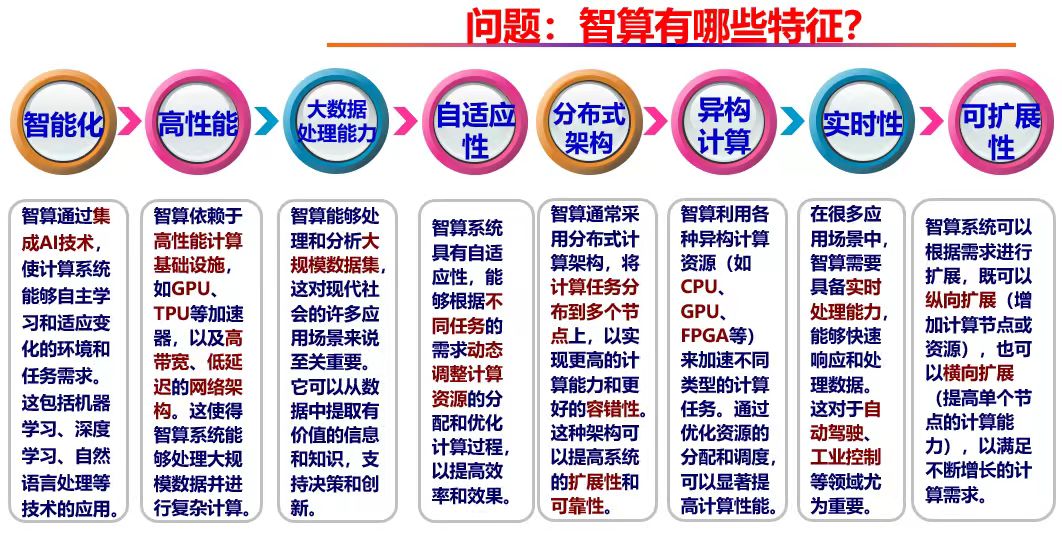 问题：智算有哪些特征？
智能化
高性能
大数据
处理能力
自适应
性
分布式
架构
异构
计算
实时性
可扩展
性
智算通过集
成AI技术，
使计算系统
能够自主学
习和适应变
化的环境和
任务需求。
这包括机器
学习、深度
学习、自然
语言处理等
技术的应用。
智算依赖于
高性能计算
基础设施，
如GPU、
TPU等加速
器，以及高
带宽、低延
迟的网络架
构。这使得
智算系统能
够处理大规
模数据并进
行复杂计算。
智算能够处
理和分析大
规模数据集，
这对现代社
会的许多应
用场景来说
至关重要。
它可以从数
据中提取有
价值的信息
和知识，支
持决策和创
新。
智算系统
具有自适
应性，能
够根据不
同任务的
需求动态
调整计算
资源的分
配和优化
计算过程，
以提高效
率和效果。
智算通常采
用分布式计
算架构，将
计算任务分
布到多个节
点上，以实
现更高的计
算能力和更
好的容错性。
这种架构可
以提高系统
的扩展性和
可靠性。
智算利用各
种异构计算
资源（如
CPU、
GPU、
FPGA等）
来加速不同
类型的计算
任务。通过
优化资源的
分配和调度，
可以显著提
高计算性能。
在很多应
用场景中，
智算需要
具备实时
处理能力，
能够快速
响应和处
理数据。
这对于自
动驾驶、
工业控制
等领域尤
为重要。
智算系统可以
根据需求进行
扩展，既可以
纵向扩展（增
加计算节点或
资源），也可
以横向扩展
（提高单个节
点的计算能
力），以满足
不断增长的计
算需求。